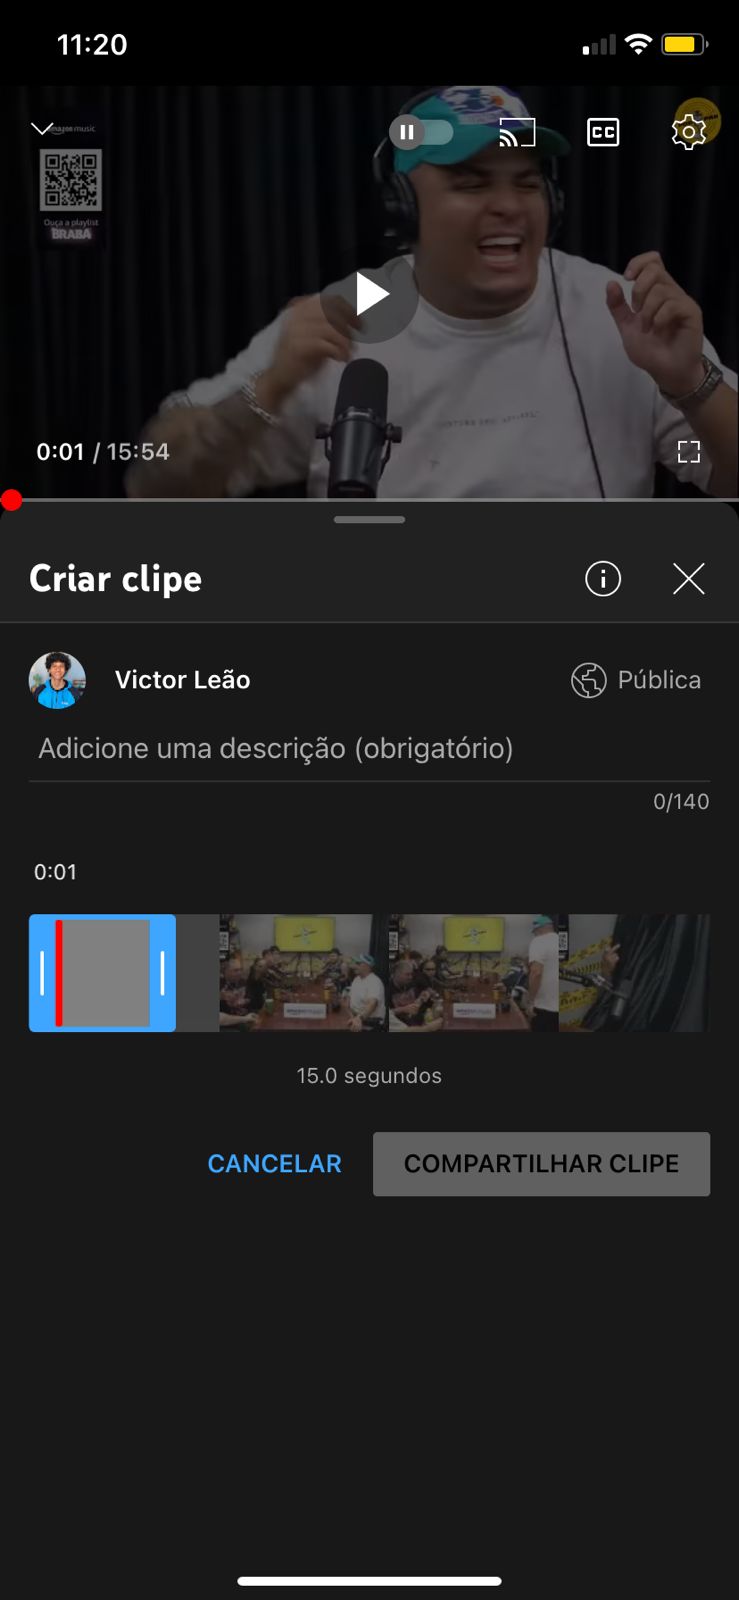 11:20
amazon music
CC
Ouça a playlist
BRABA
0:01 / 15:54
Criar clipe
Victor Leão
Pública
Adicione uma descrição (obrigatório)
0/140
0:01
15.0 segundos
CANCELAR
COMPARTILHAR CLIPE